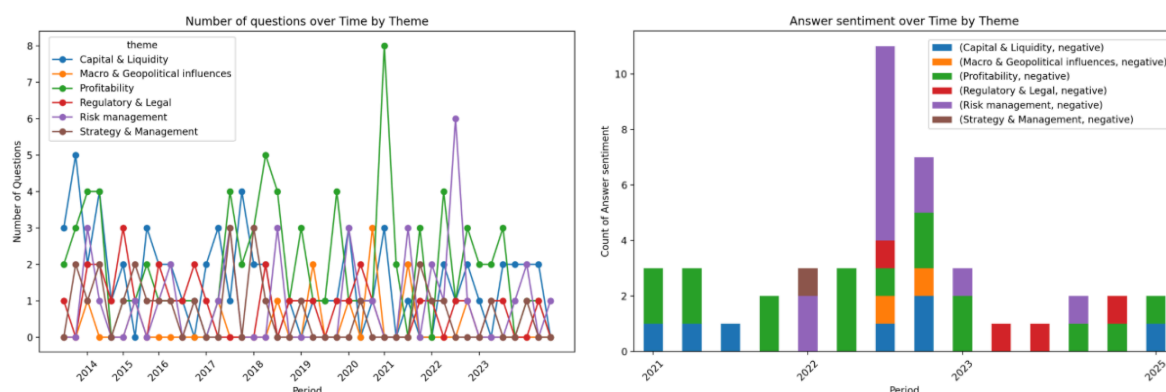 Number of questions over Time by Theme
theme
Capital & Liquidity
Macro & Geopolitical influences
Profitability
Regulatory & Legal
Risk management
Strategy & Management
Number of Questions
8
7
6
5
4
3
2
1
0
2014
2015
2016
2017
2018
2019
2020
2021
2022
2023
Period
Answer sentiment over Time by Theme
(Capital & Liquidity, negative)
(Macro & Geopolitical influences, negative)
(Profitability, negative)
(Regulatory & Legal, negative)
(Risk management, negative)
(Strategy & Management, negative)
Count of Answer sentiment
10
8
6
4
2
0
2021
2022
2023
2025
Period